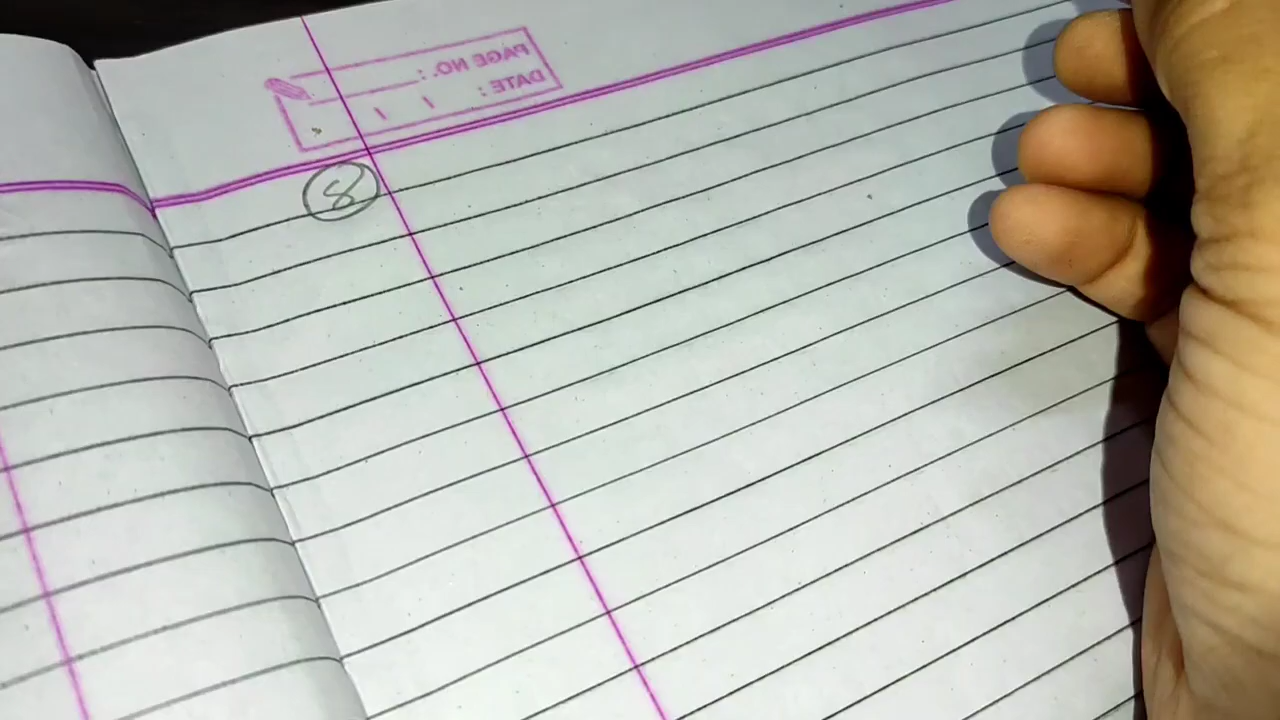 PAGE NO. :
DATE : / /
8